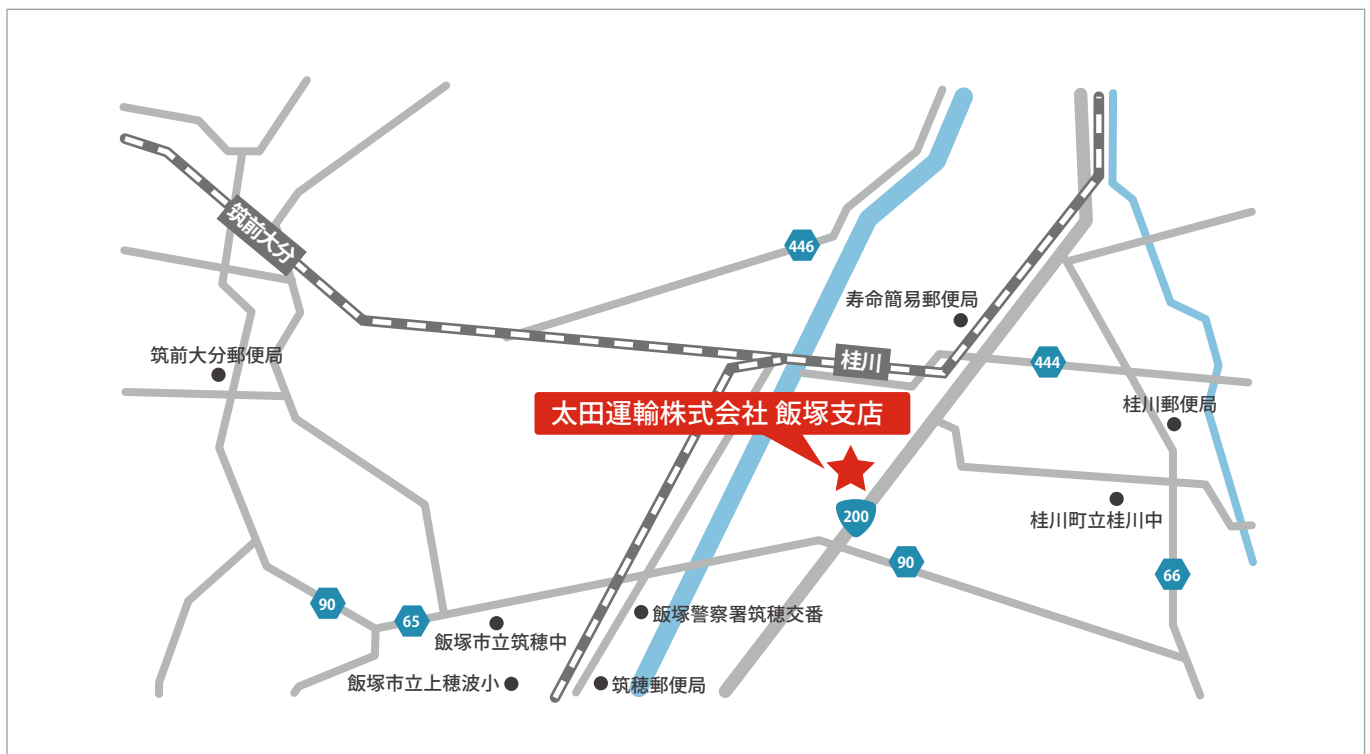 筑前大分
446
寿命簡易郵便局
筑前大分郵便局
桂川
444
太田運輸株式会社 飯塚支店
桂川郵便局
200
桂川町立桂川中
90
66
90
65
飯塚警察署筑穂交番
飯塚市立筑穂中
飯塚市立上穂波小
筑穂郵便局